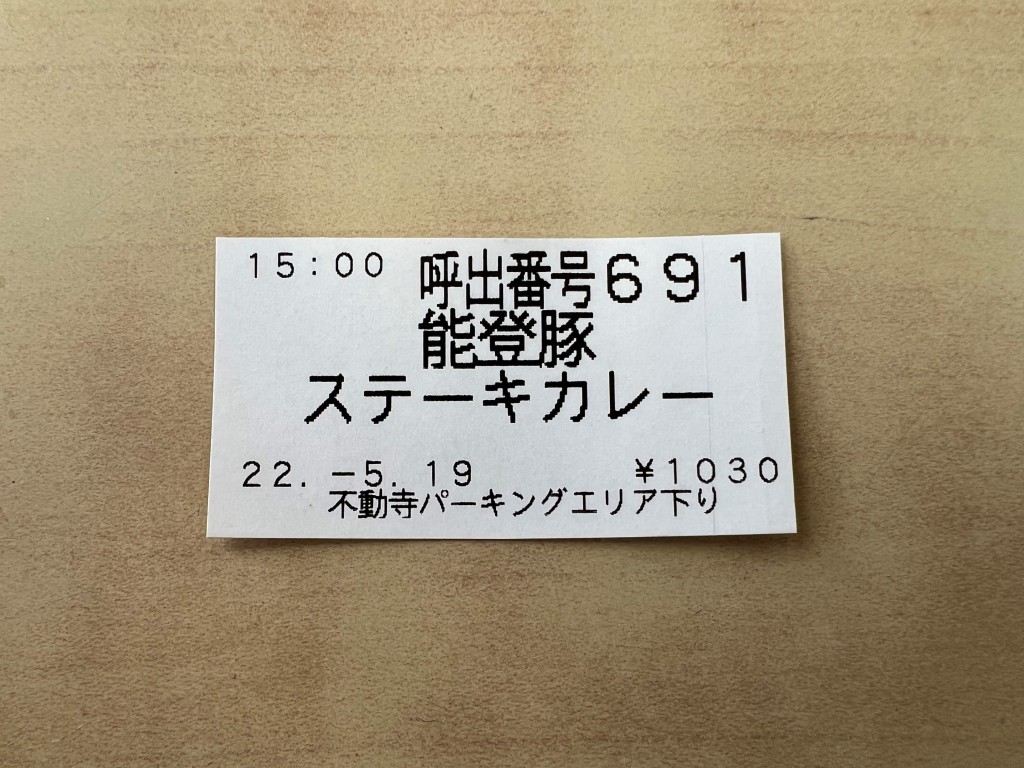 15:00 呼出番号691
能登豚
ステーキカレー
22.-5.19 ¥1030
不動寺パーキングエリア下り